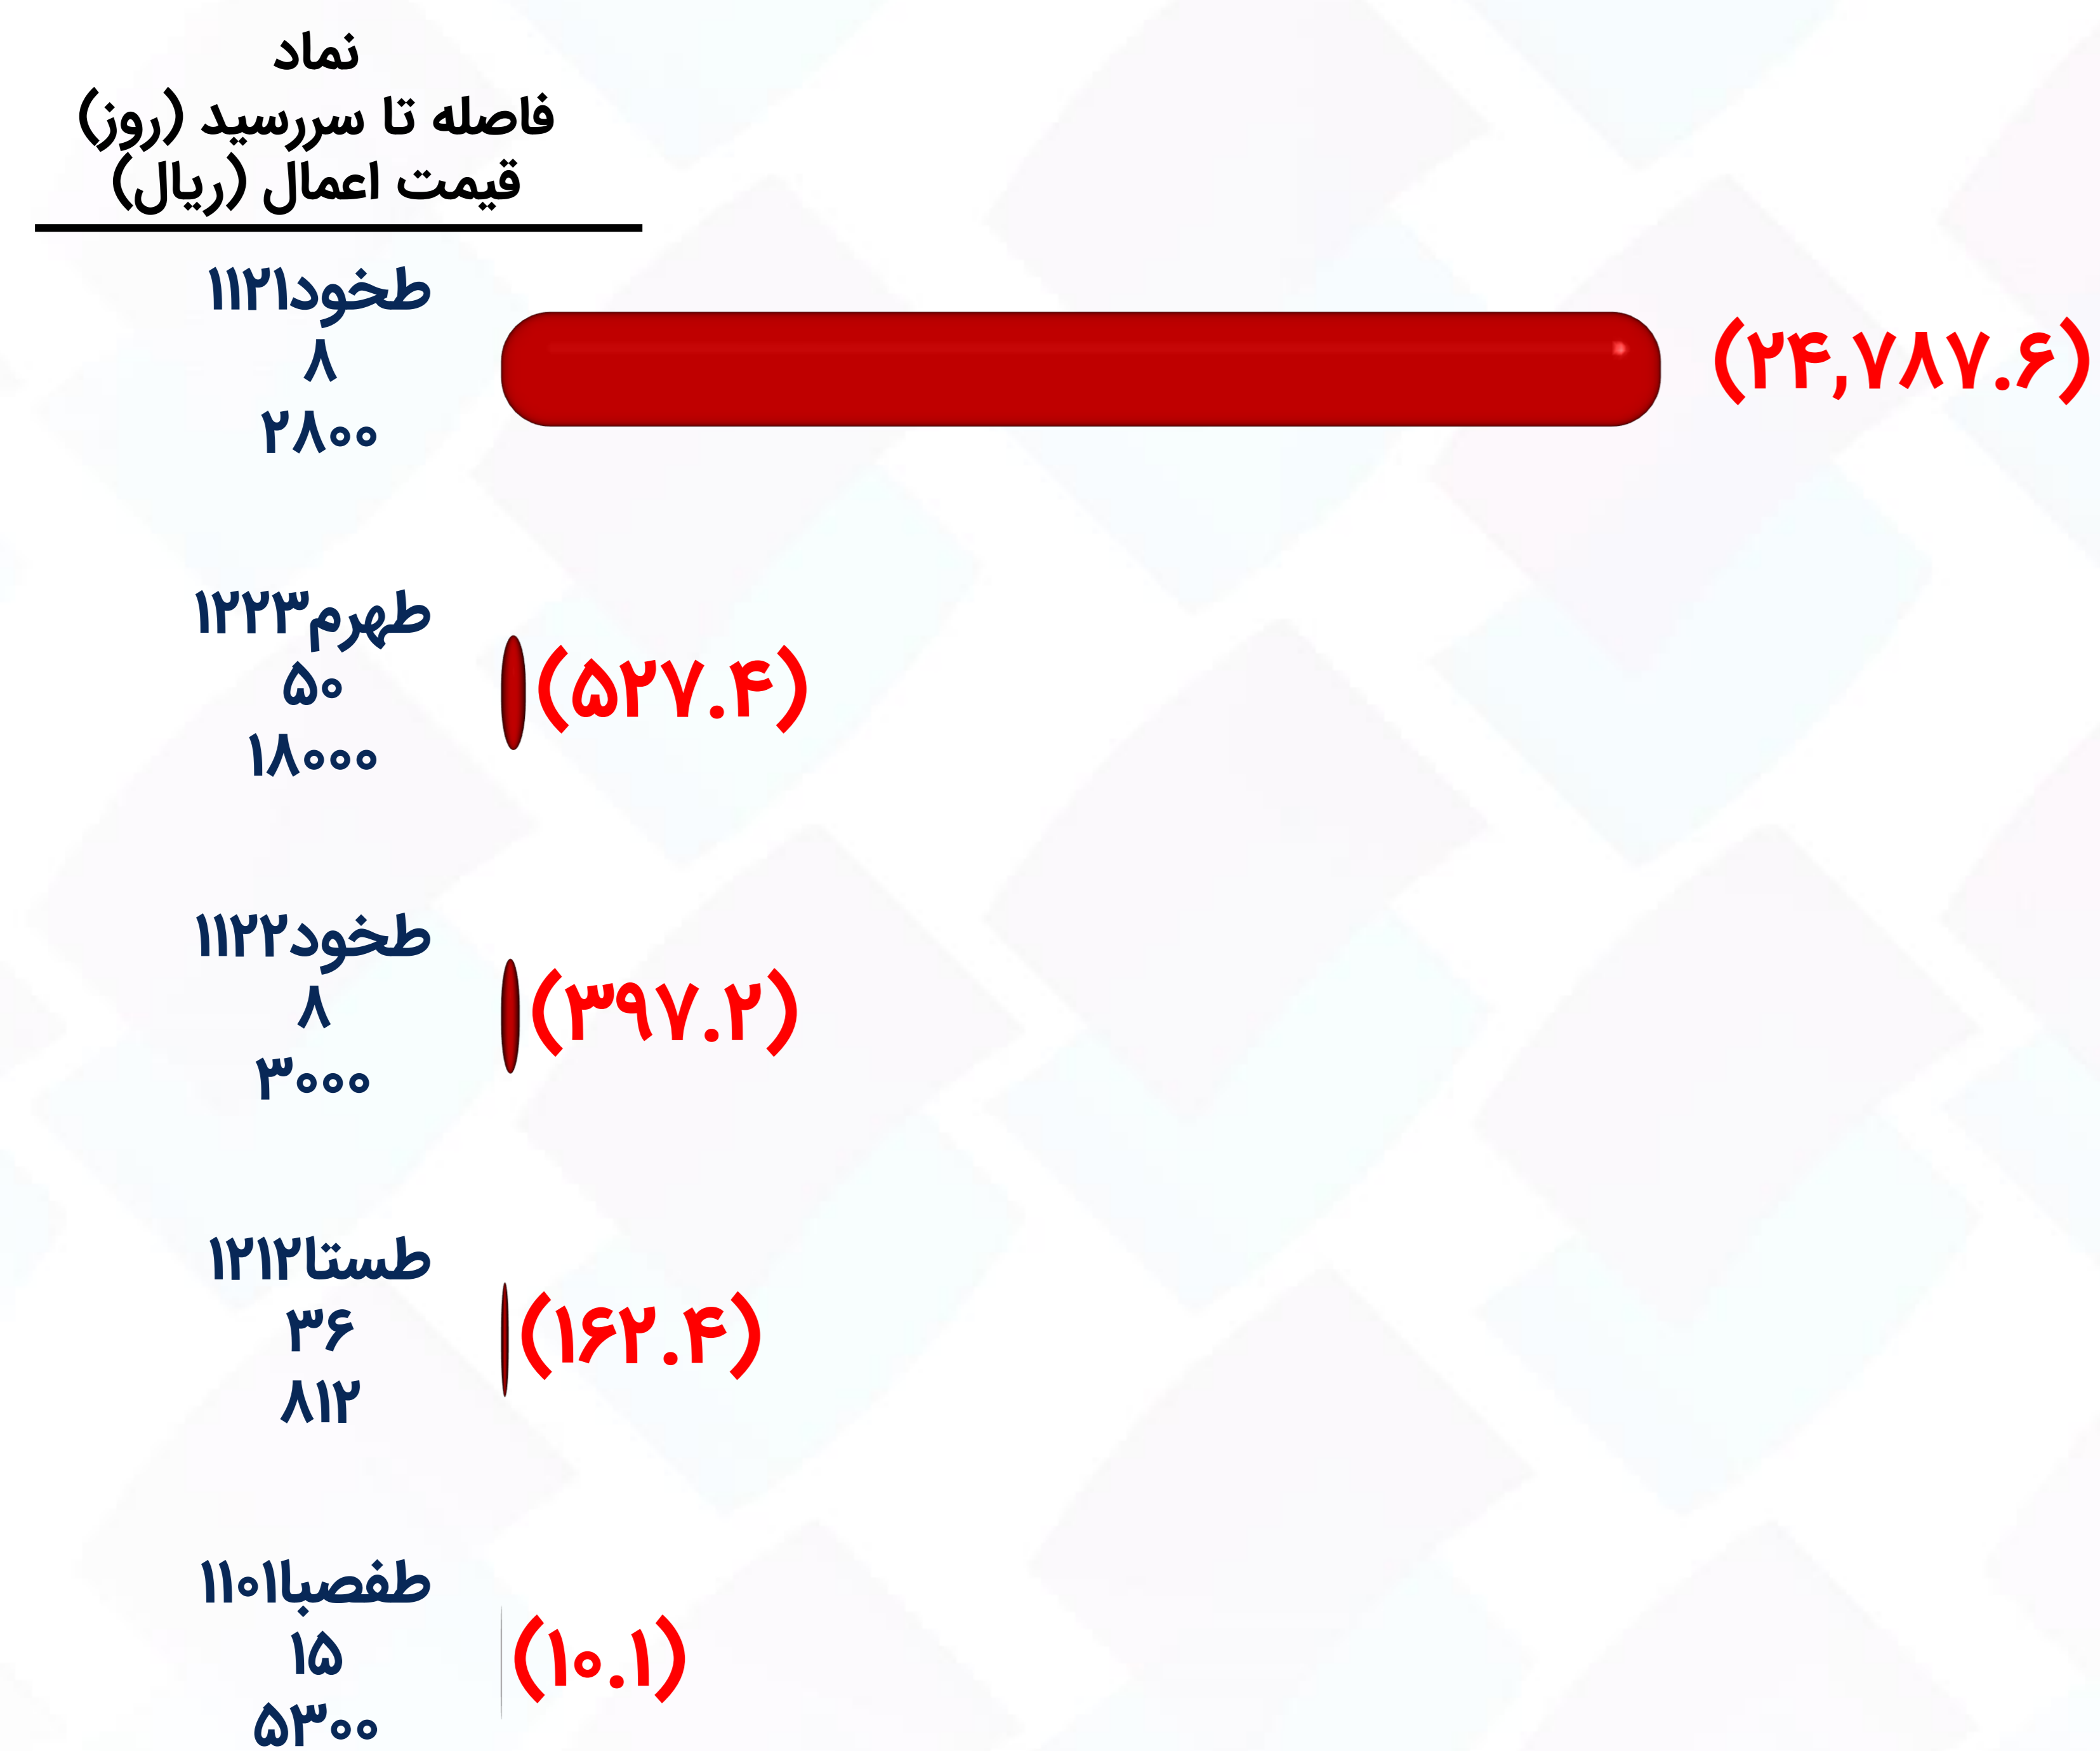 نماد
فاصله تا سررسید (روز)
قیمت اعمال (ریال)
طخود۱۱۲۱
۸
۲۸۰۰
(۲۴,۷۸۷.۶)
طهرم۱۲۲۳
۵۰
۱۸۰۰۰
(۵۲۷.۴)
طخود۱۱۲۲
۸
۳۰۰۰
(۳۹۷.۲)
طستا۱۲۱۲
۳۶
۸۱۲
(۱۶۲.۴)
طفصبا۱۱۰۱
۱۵
۵۳۰۰
(۱۰.۱)